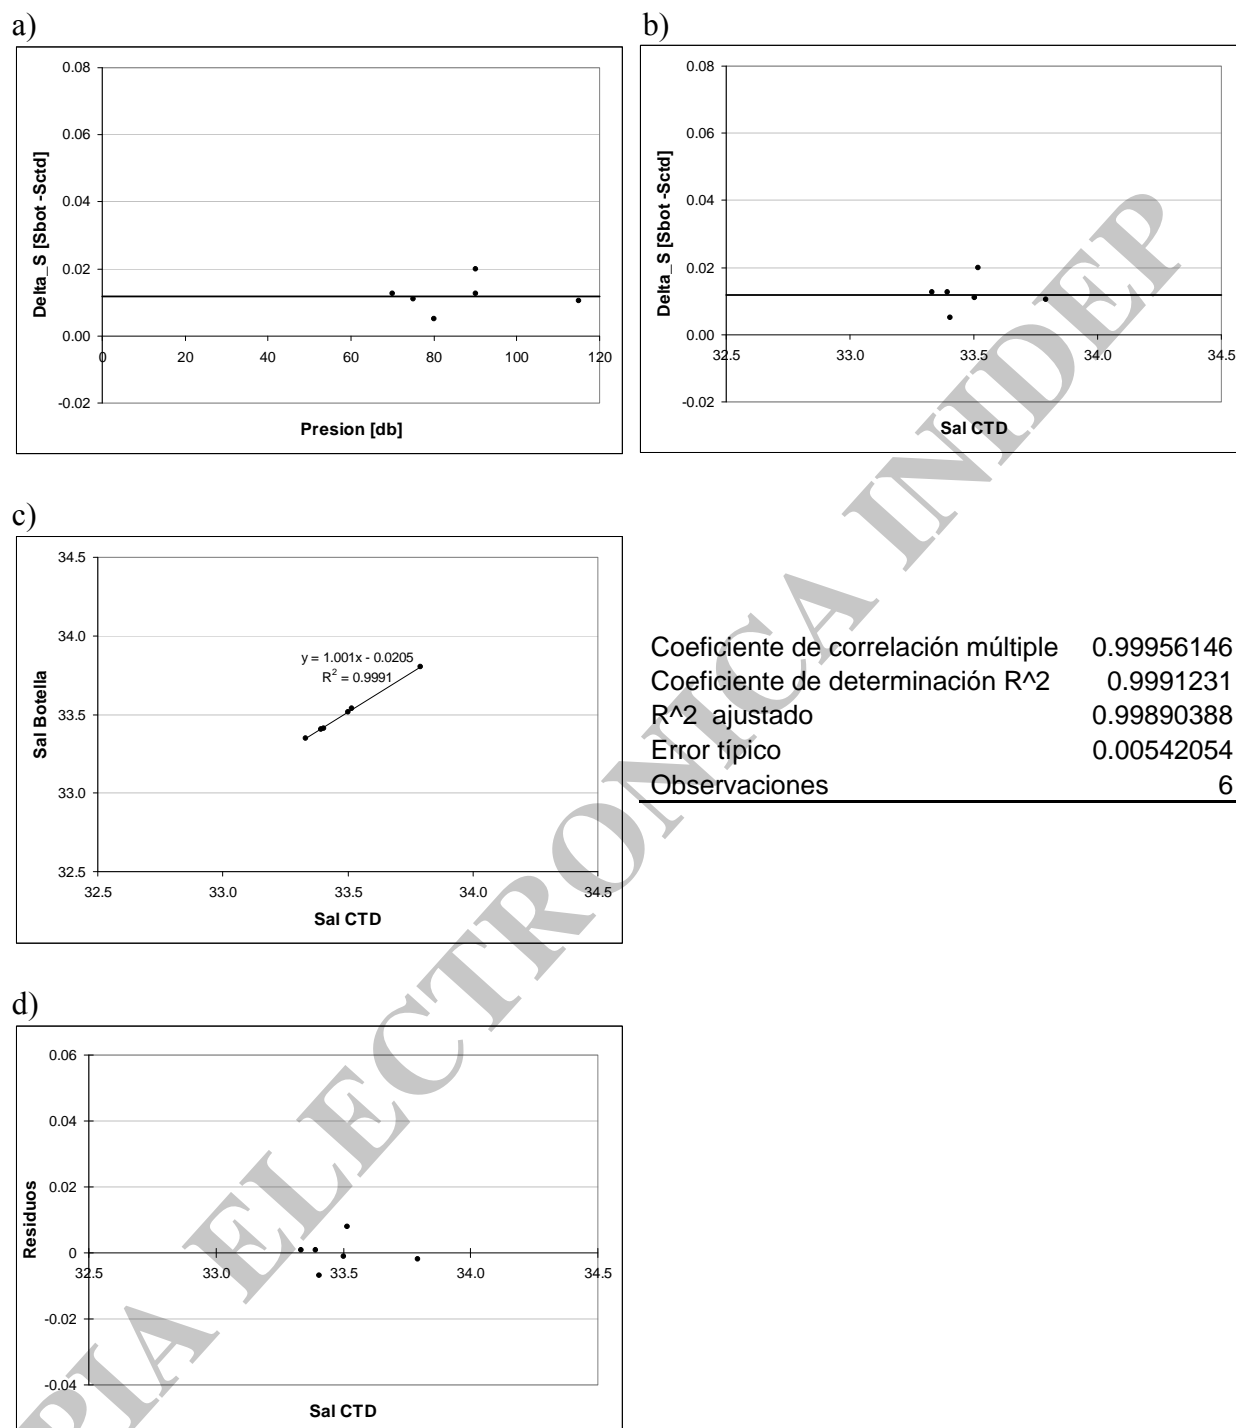 a)
0.08
0.06
0.04
0.02
0.00
-0.02
0 20 40 60 80 100 120
Delta_S [Sbot -Sctd]
Presion [db]
b)
0.08
0.06
0.04
0.02
0.00
-0.02
32.5 33.0 33.5 34.0 34.5
Delta_S [Sbot -Sctd]
Sal CTD
c)
34.5
34.0
33.5
33.0
32.5
32.5 33.0 33.5 34.0 34.5
y = 1.001x - 0.0205
R² = 0.9991
Sal Botella
Sal CTD
Coeficiente de correlación múltiple 0.99956146
Coeficiente de determinación R^2 0.9991231
R^2 ajustado 0.99890388
Error típico 0.00542054
Observaciones 6
d)
0.06
0.04
0.02
0
-0.02
-0.04
32.5 33.0 33.5 34.0 34.5
Residuos
Sal CTD
PIA ELECTRONICA INIDEP